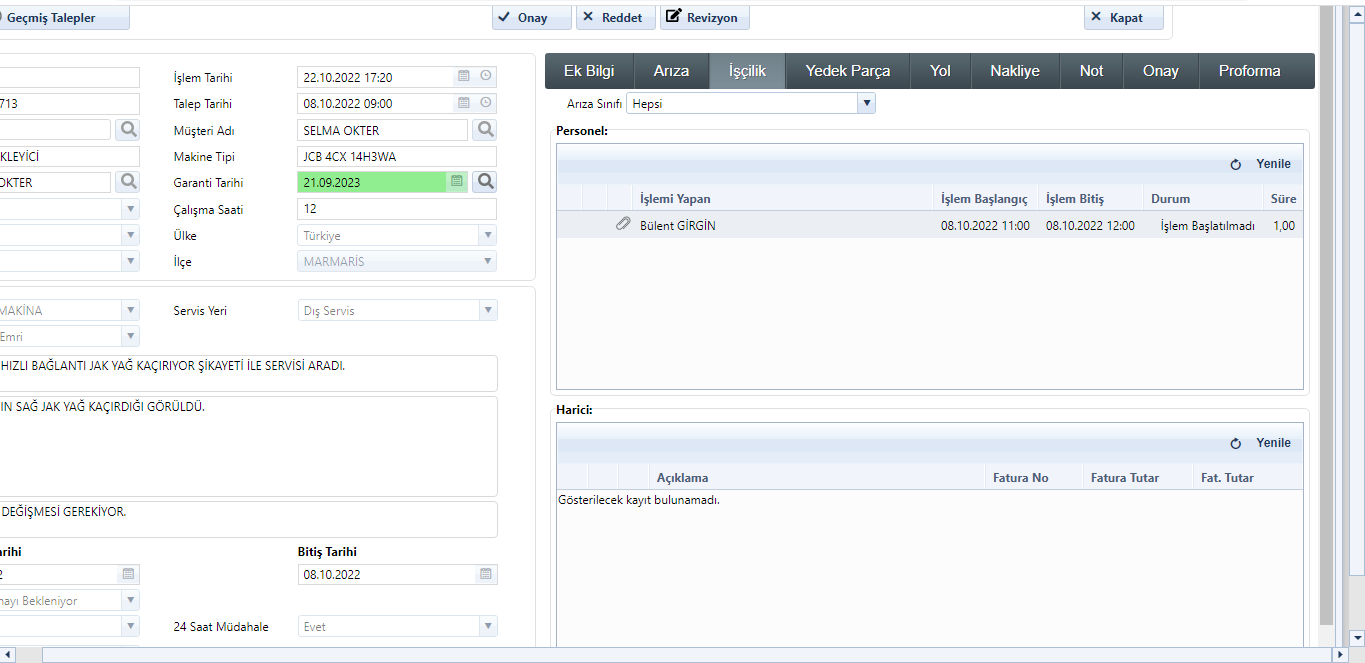 Geçmiş Talepler
Onay Reddet Revizyon Kapat
Ek Bilgi Arıza İşçilik Yedek Parça Yol Nakliye Not Onay Proforma
Arıza Sınıfı Hepsi
İşlem Tarihi 22.10.2022 17:20
713 Talep Tarihi 08.10.2022 09:00
Müşteri Adı SELMA OKTER
KLEYİCİ Makine Tipi JCB 4CX 14H3WA
OKTER Garanti Tarihi 21.09.2023
Çalışma Saati 12
Ülke Türkiye
İlçe MARMARİS
MAKİNA Servis Yeri Dış Servis
Emri
HIZLI BAĞLANTI JAK YAĞ KAÇIRIYOR ŞİKAYETİ İLE SERVİSİ ARADI.
IN SAĞ JAK YAĞ KAÇIRDIĞI GÖRÜLDÜ.
DEĞİŞMESİ GEREKİYOR.
arihi Bitiş Tarihi
2 08.10.2022
nayı Bekleniyor
24 Saat Müdahale Evet
Personel:
Yenile
İşlemi Yapan İşlem Başlangıç İşlem Bitiş Durum Süre
Bülent GİRGİN 08.10.2022 11:00 08.10.2022 12:00 İşlem Başlatılmadı 1,00
Harici:
Yenile
Açıklama Fatura No Fatura Tutar Fat. Tutar
Gösterilecek kayıt bulunamadı.